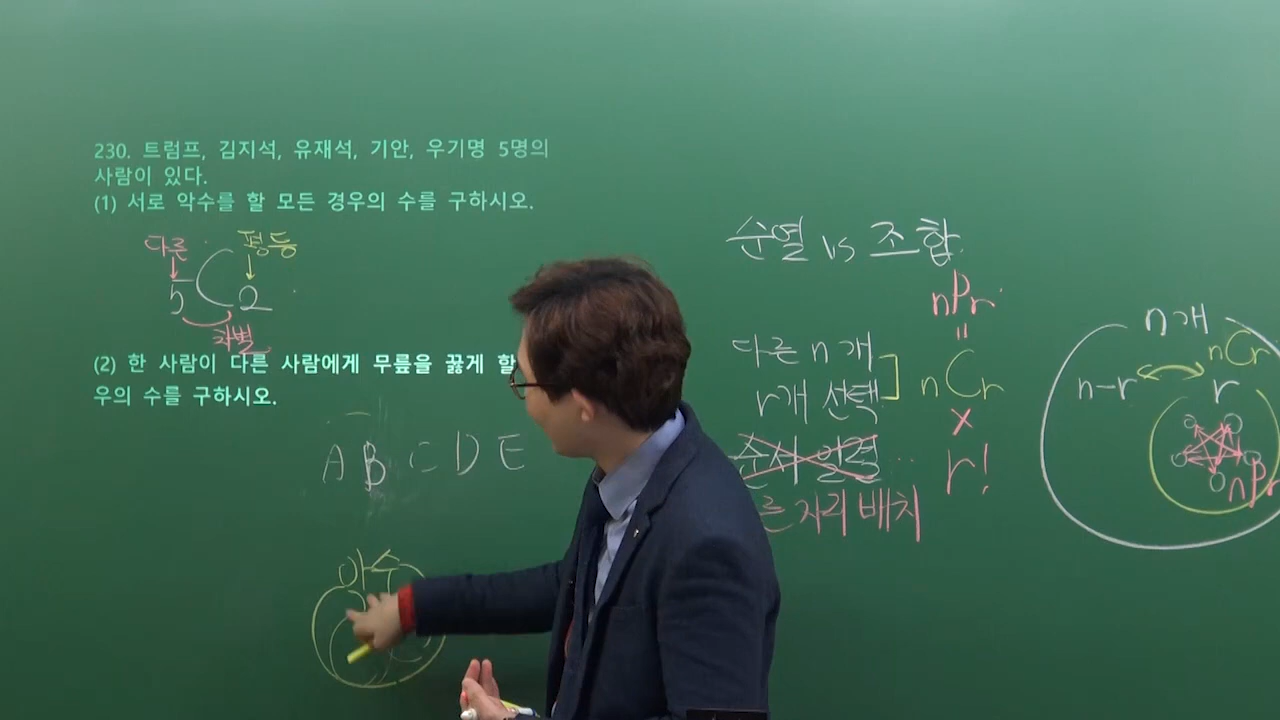 230. 트럼프, 김지석, 유재석, 기안, 우기명 5명의
사람이 있다.
(1) 서로 악수를 할 모든 경우의 수를 구하시오.
다른 평등
5 C 2
차별
(2) 한 사람이 다른 사람에게 무릎을 꿇게 할
우의 수를 구하시오.
A B C D E
순열 vs 조합
nPr
=
다른 n개
r개 선택
nCr
×
r!
자리 배치
n개
nCr
n-r r
nPr